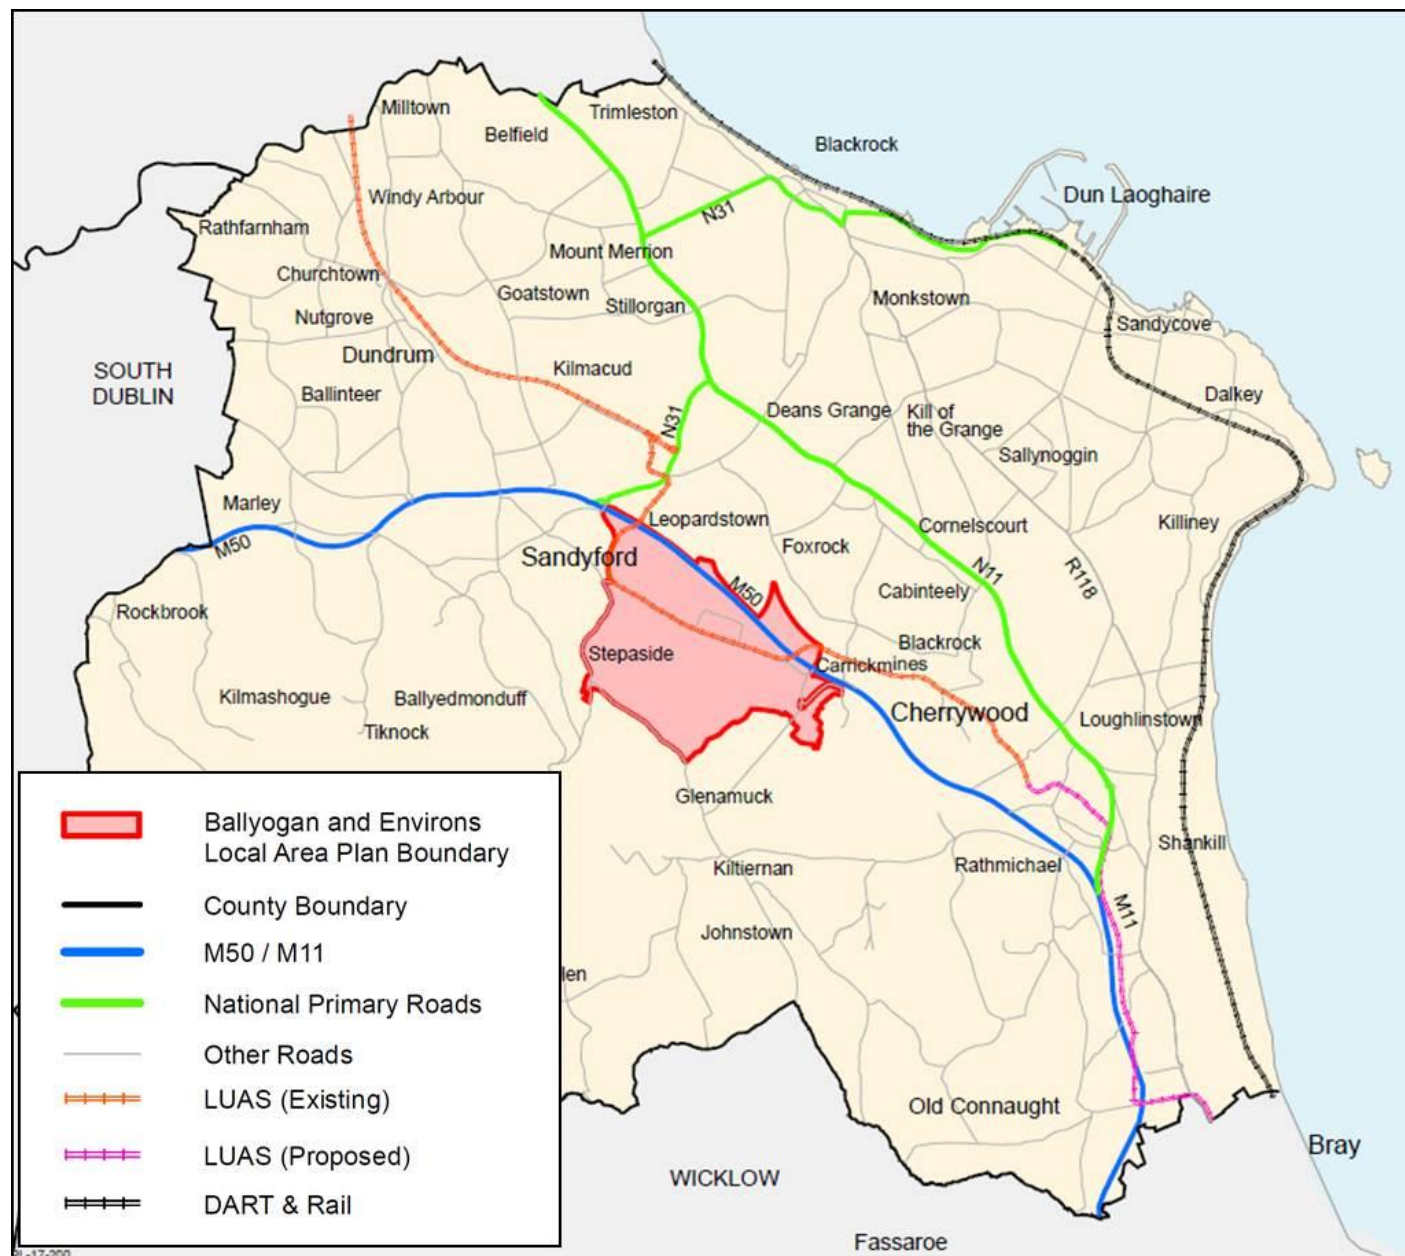 Milltown
Trimleston
Belfield
Blackrock
Dun Laoghaire
Windy Arbour
N31
Rathfarnham
Mount Merrion
Churchtown
Goatstown
Stillorgan
Monkstown
Nutgrove
Sandycove
Dundrum
Kilmacud
SOUTH
DUBLIN
Ballinteer
Dalkey
Deans Grange
Kill of
the Grange
N31
Sallynoggin
Marley
Leopardstown
Killiney
Cornelscourt
M50
Foxrock
Sandyford
N11
R118
M50
Cabinteely
Rockbrook
Blackrock
Stepaside
Carrickmines
Kilmashogue
Ballyedmonduff
Cherrywood
Loughlinstown
Tiknock
Glenamuck
Shankill
Kiltiernan
Rathmichael
M11
Johnstown
len
Old Connaught
Bray
WICKLOW
Fassaroe
Ballyogan and Environs
Local Area Plan Boundary
County Boundary
M50 / M11
National Primary Roads
Other Roads
LUAS (Existing)
LUAS (Proposed)
DART & Rail